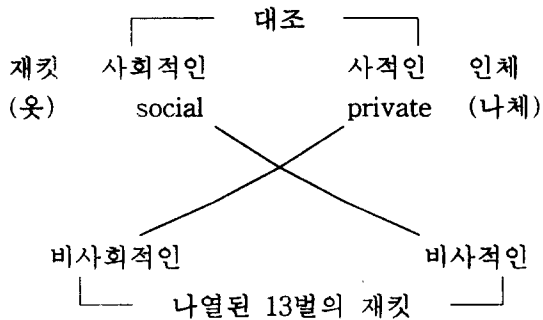 대조
재킷 사회적인 사적인 인체
(옷) social private (나체)
비사회적인 비사적인
나열된 13벌의 재킷